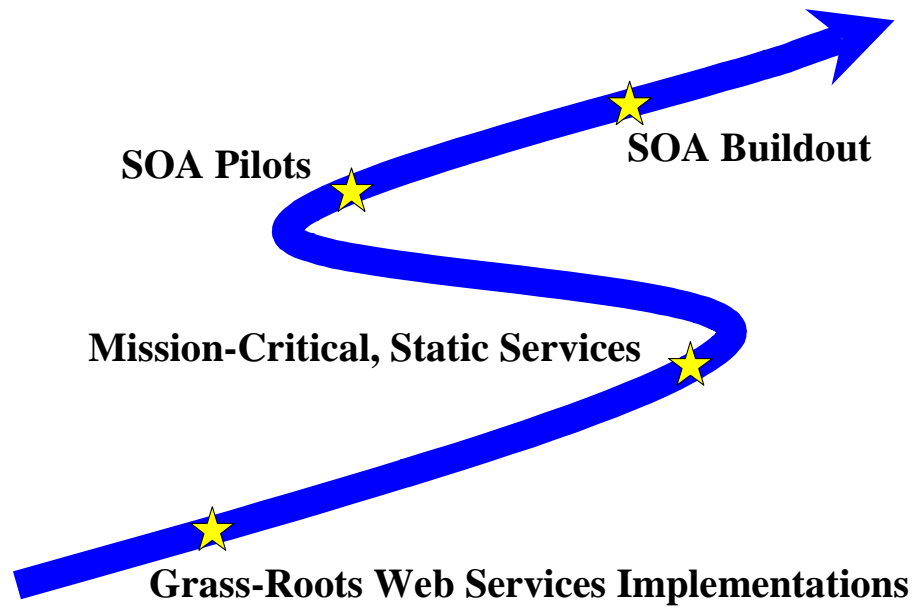 SOA Pilots
SOA Buildout
Mission-Critical, Static Services
Grass-Roots Web Services Implementations